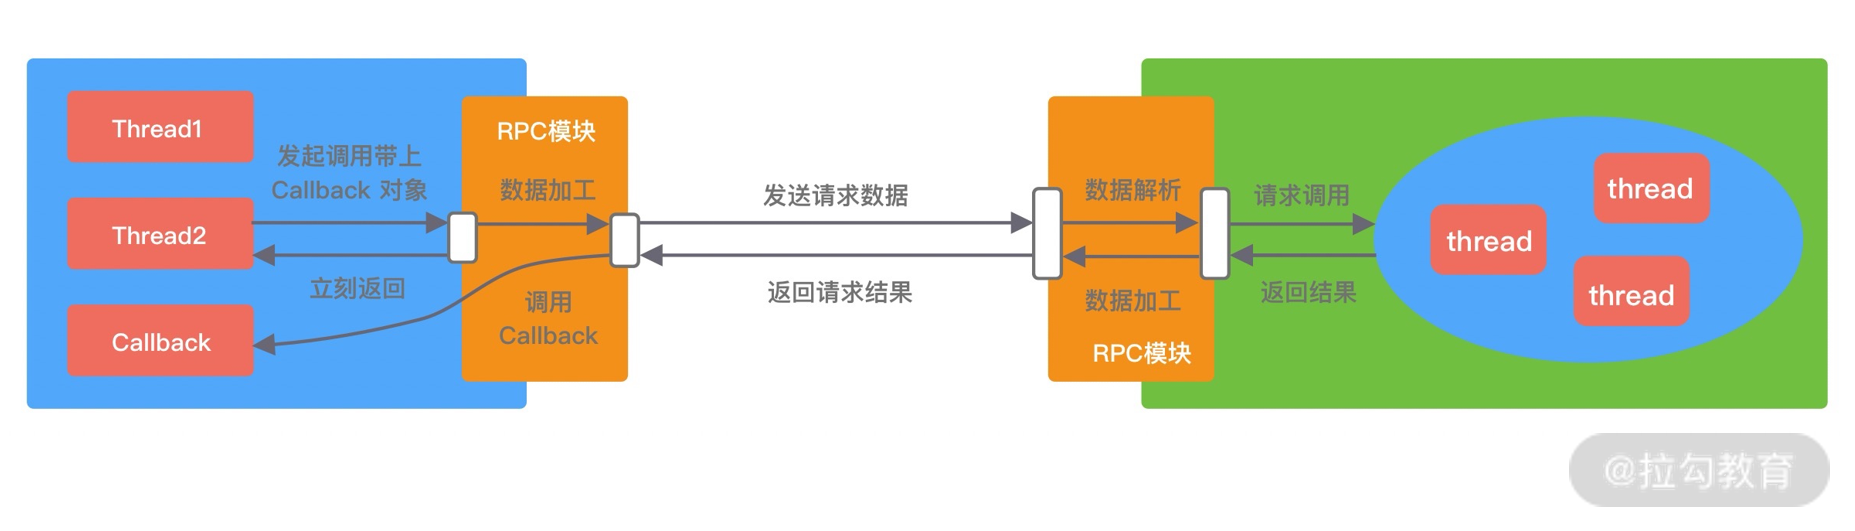 Thread1
发起调用带上
Callback 对象
Thread2
立刻返回
Callback
RPC模块
数据加工
调用
Callback
发送请求数据
返回请求结果
数据解析
数据加工
RPC模块
请求调用
返回结果
thread
thread
thread
@拉勾教育